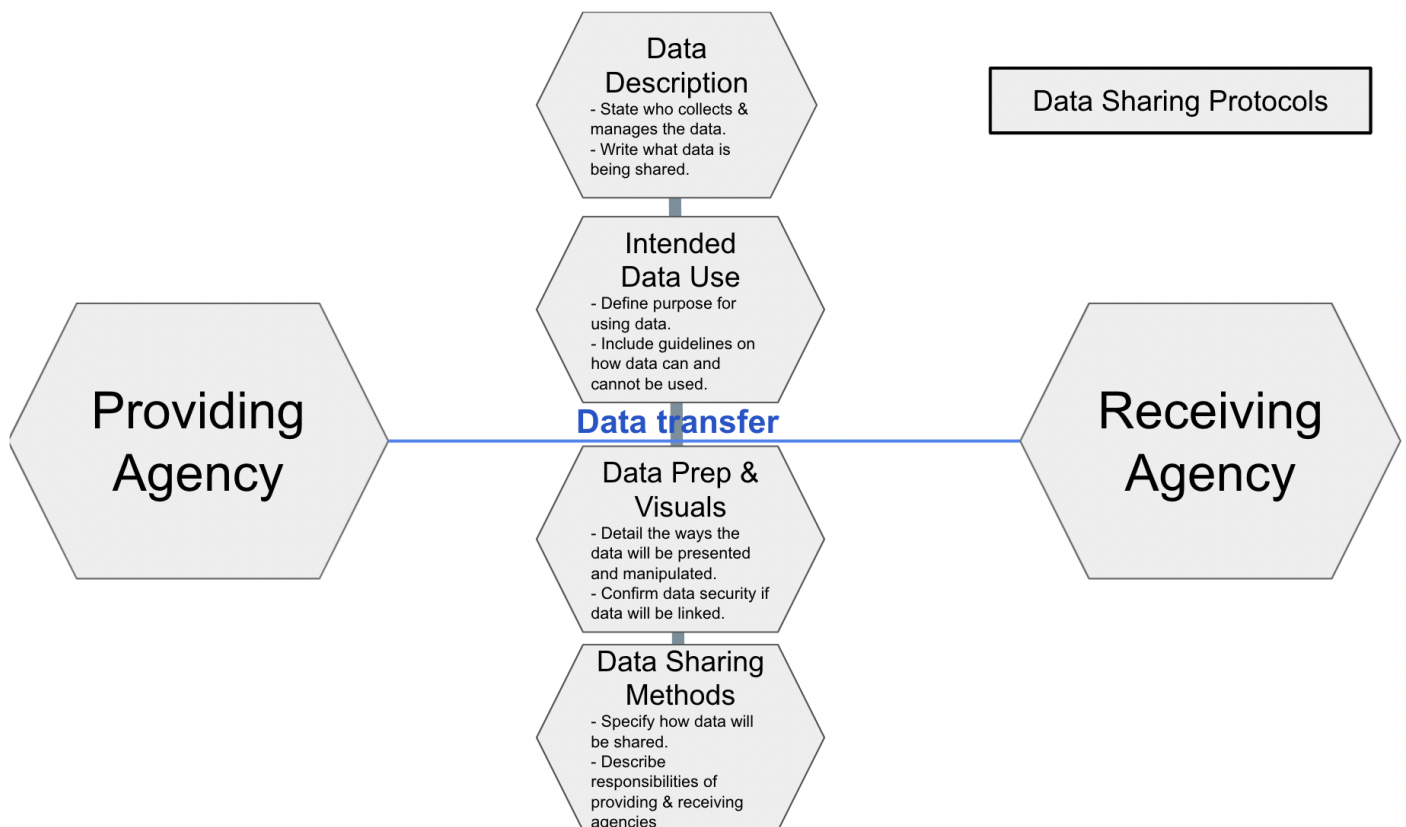 Data
Description
- State who collects &
manages the data.
- Write what data is
being shared.
Data Sharing Protocols
Intended
Data Use
- Define purpose for
using data.
- Include guidelines on
how data can and
cannot be used.
Providing
Agency
Data transfer
Receiving
Agency
Data Prep &
Visuals
- Detail the ways the
data will be presented
and manipulated.
- Confirm data security if
data will be linked.
Data Sharing
Methods
- Specify how data will
be shared.
- Describe
responsibilities of
providing & receiving
agencies